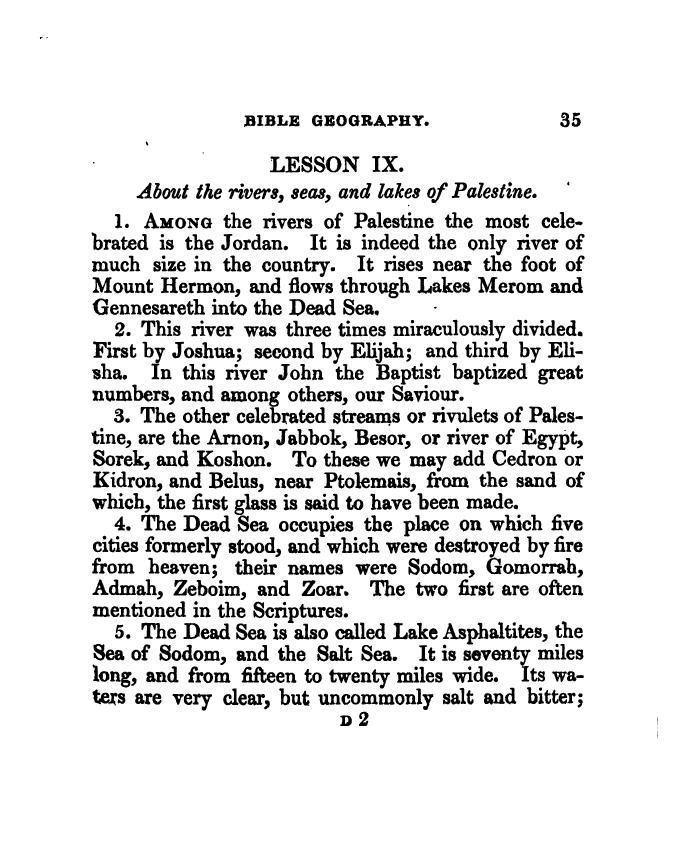 BIBLE GEOGRAPHY. 35
LESSON IX.
About the rivers, seas, and lakes of Palestine.
1. AMONG the rivers of Palestine the most cele-
brated is the Jordan. It is indeed the only river of
much size in the country. It rises near the foot of
Mount Hermon, and flows through Lakes Merom and
Gennesareth into the Dead Sea.
2. This river was three times miraculously divided.
First by Joshua; second by Elijah; and third by Eli-
sha. In this river John the Baptist baptized great
numbers, and among others, our Saviour.
3. The other celebrated streams or rivulets of Pales-
tine, are the Arnon, Jabbok, Besor, or river of Egypt,
Sorek, and Koshon. To these we may add Cedron or
Kidron, and Belus, near Ptolemais, from the sand of
which, the first glass is said to have been made.
4. The Dead Sea occupies the place on which five
cities formerly stood, and which were destroyed by fire
from heaven; their names were Sodom, Gomorrah,
Admah, Zeboim, and Zoar. The two first are often
mentioned in the Scriptures.
5. The Dead Sea is also called Lake Asphaltites, the
Sea of Sodom, and the Salt Sea. It is seventy miles
long, and from fifteen to twenty miles wide. Its wa-
ters are very clear, but uncommonly salt and bitter;
D 2